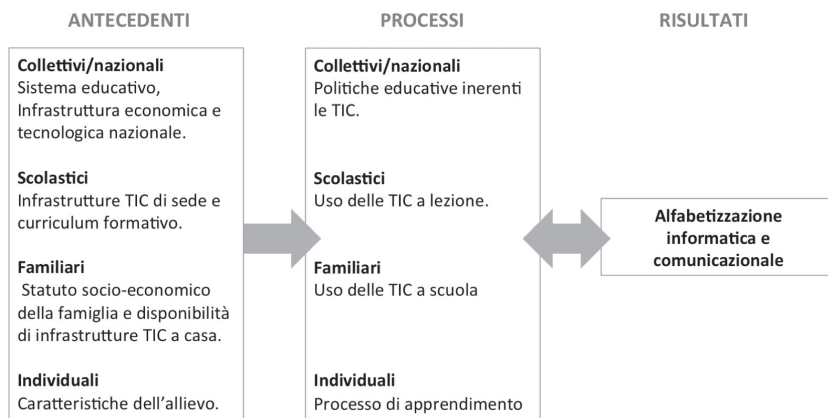 ANTECEDENTI
PROCESSI
RISULTATI
Collettivi/nazionali
Sistema educativo,
Infrastruttura economica e
tecnologica nazionale.
Scolastici
Infrastrutture TIC di sede e
curriculum formativo.
Familiari
Statuto socio-economico
della famiglia e disponibilità
di infrastrutture TIC a casa.
Individuali
Caratteristiche dell'allievo.
Collettivi/nazionali
Politiche educative inerenti
le TIC.
Scolastici
Uso delle TIC a lezione.
Familiari
Uso delle TIC a scuola
Individuali
Processo di apprendimento
Alfabetizzazione
informatica e
comunicazionale